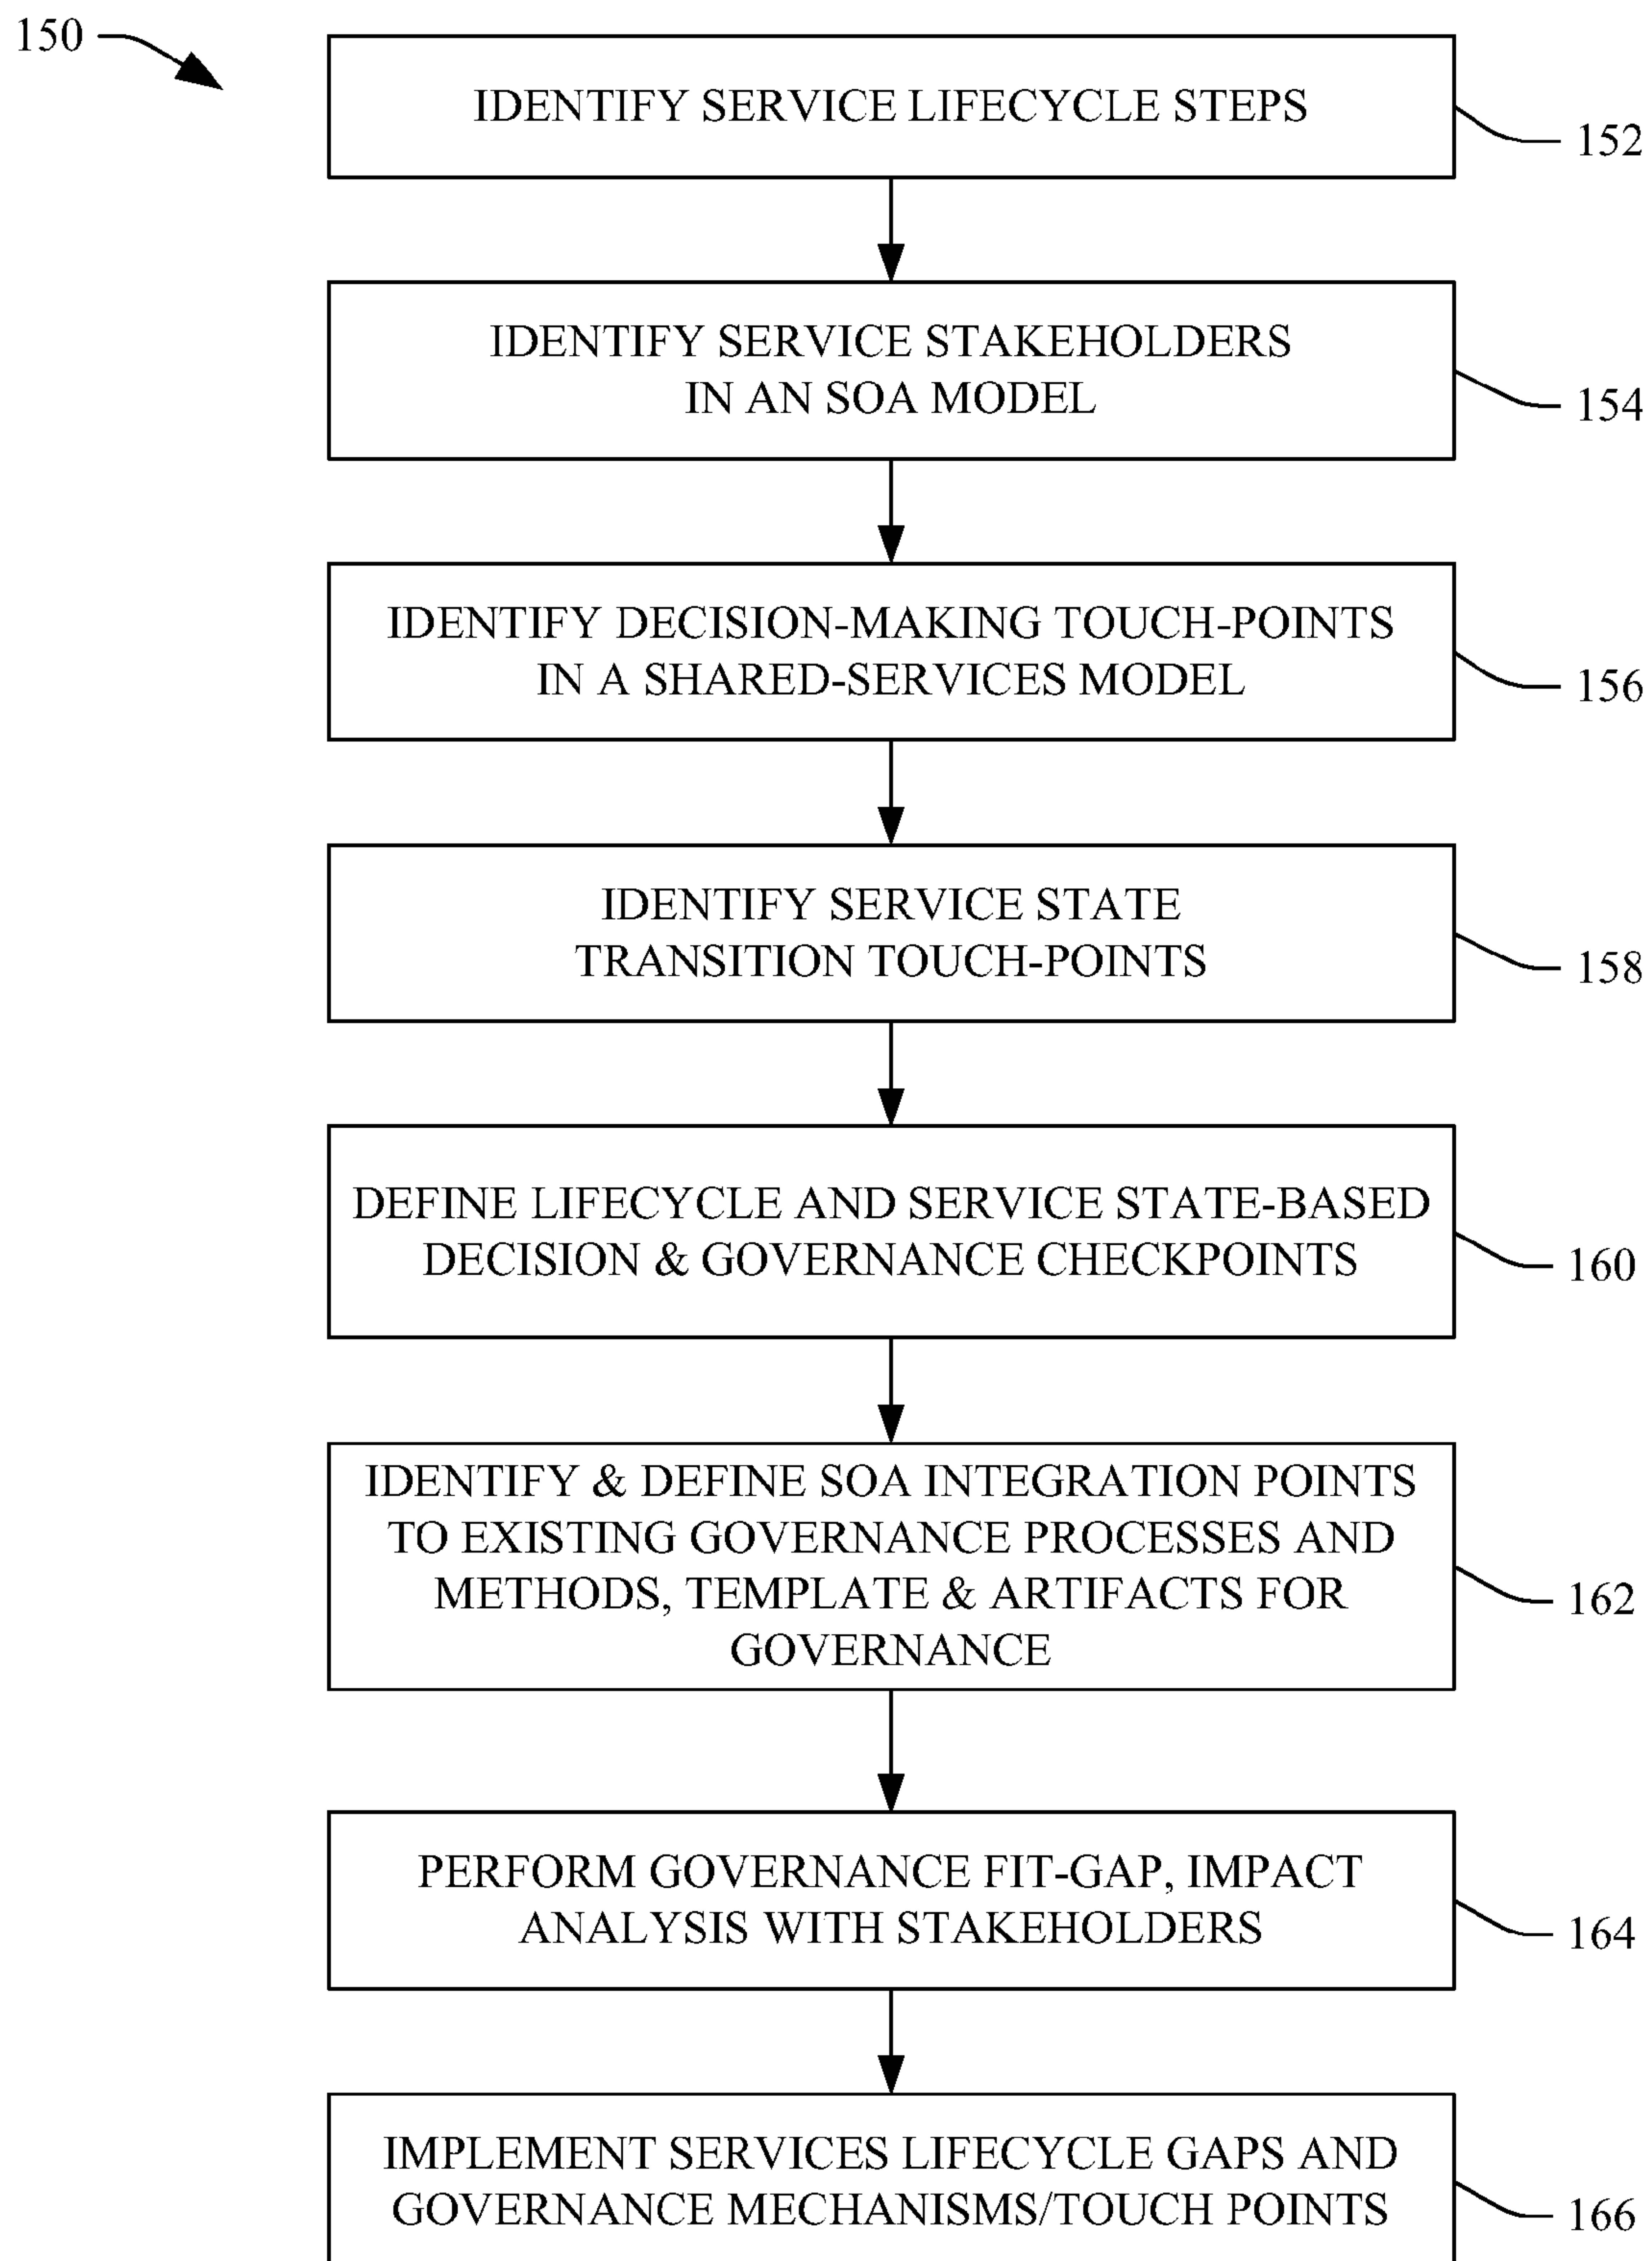 150
IDENTIFY SERVICE LIFECYCLE STEPS
152
IDENTIFY SERVICE STAKEHOLDERS
IN AN SOA MODEL
154
IDENTIFY DECISION-MAKING TOUCH-POINTS
IN A SHARED-SERVICES MODEL
156
IDENTIFY SERVICE STATE
TRANSITION TOUCH-POINTS
158
DEFINE LIFECYCLE AND SERVICE STATE-BASED
DECISION & GOVERNANCE CHECKPOINTS
160
IDENTIFY & DEFINE SOA INTEGRATION POINTS
TO EXISTING GOVERNANCE PROCESSES AND
METHODS, TEMPLATE & ARTIFACTS FOR
GOVERNANCE
162
PERFORM GOVERNANCE FIT-GAP, IMPACT
ANALYSIS WITH STAKEHOLDERS
164
IMPLEMENT SERVICES LIFECYCLE GAPS AND
GOVERNANCE MECHANISMS/TOUCH POINTS
166